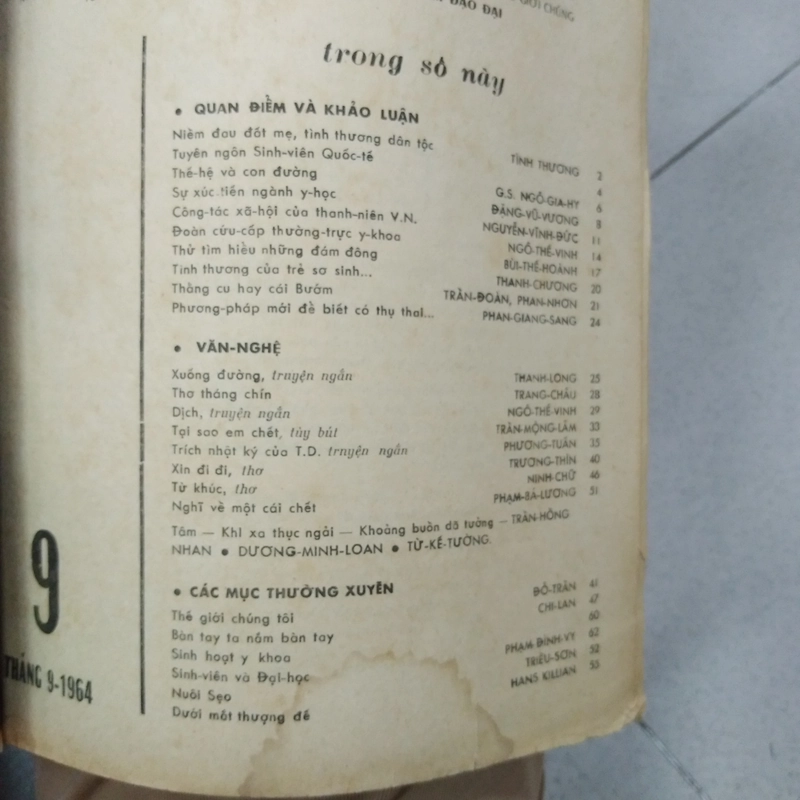 ĐẠO ĐẠI
GIỚI CHÚNG
trong số này
• QUAN ĐIỂM VÀ KHẢO LUẬN
Niềm đau đốt mẹ, tình thương dân tộc TÌNH THƯƠNG 2
Tuyên ngôn Sinh-viên Quốc-tế 4
Thế-hệ và con đường G.S. NGÔ-GIA-HY 6
Sự xúc tiến ngành y-học ĐẶNG-VŨ-VƯƠNG 8
Công-tác xã-hội của thanh-niên V.N. NGUYỄN-VĨNH-ĐỨC 11
Đoàn cứu-cấp thường-trực y-khoa NGÔ-THẾ-VINH 14
Thử tìm hiểu những đám đông BÙI-THẾ-HOÀNH 17
Tình thương của trẻ sơ sinh... THANH-CHƯƠNG 20
Thằng cu hay cái Bướm TRẦN-ĐOÀN, PHAN-NHƠN 21
Phương-pháp mới để biết có thụ thai... PHAN-GIANG-SANG 24
• VĂN-NGHỆ
Xuống đường, truyện ngắn THANH-LONG 25
Thơ tháng chín TRANG-CHÂU 28
Dịch, truyện ngắn NGÔ-THẾ-VINH 29
Tại sao em chết, tùy bút TRẦN-MỘNG-LÂM 33
Trích nhật ký của T.D. truyện ngắn PHƯƠNG-TUẤN 35
Xin đi đi, thơ TRƯƠNG-THÌN 40
Từ khúc, thơ NINH-CHỮ 46
Nghĩ về một cái chết PHẠM-BÁ-LƯƠNG 51
Tâm — Khi xa thực ngải — Khoảng buồn dã tưởng — TRẦN-HỒNG
NHAN • DƯƠNG-MINH-LOAN • TỪ-KẾ-TƯỜNG.
• CÁC MỤC THƯỜNG XUYÊN
Thế giới chúng tôi ĐỖ-TRÂN 41
Bàn tay ta nắm bàn tay CHI-LAN 47
Sinh hoạt y khoa 60
Sinh-viên và Đại-học PHẠM ĐÌNH-VY 62
Nuôi Sẹo TRIỀU-SƠN 52
Dưới mắt thượng đế HANS KILLIAN 55
9
THÁNG 9-1964